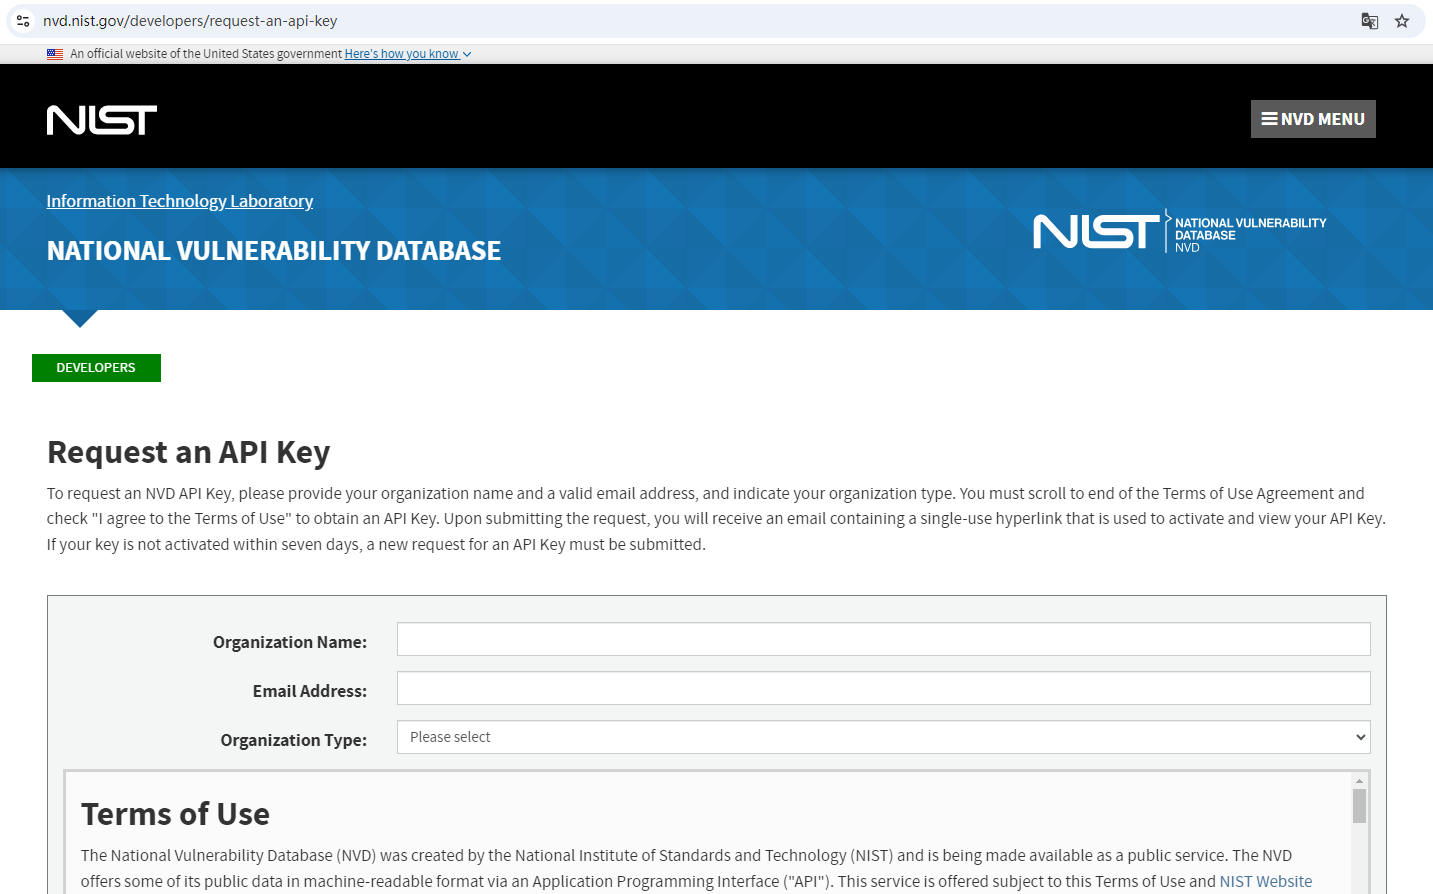 nvd.nist.gov/developers/request-an-api-key
An official website of the United States government Here's how you know
NIST
NVD MENU
Information Technology Laboratory
NATIONAL VULNERABILITY DATABASE
NIST
NATIONAL VULNERABILITY
DATABASE
NVD
DEVELOPERS
Request an API Key
To request an NVD API Key, please provide your organization name and a valid email address, and indicate your organization type. You must scroll to end of the Terms of Use Agreement and
check "I agree to the Terms of Use" to obtain an API Key. Upon submitting the request, you will receive an email containing a single-use hyperlink that is used to activate and view your API Key.
If your key is not activated within seven days, a new request for an API Key must be submitted.
Organization Name:
Email Address:
Organization Type:
Please select
Terms of Use
The National Vulnerability Database (NVD) was created by the National Institute of Standards and Technology (NIST) and is being made available as a public service. The NVD
offers some of its public data in machine-readable format via an Application Programming Interface ("API"). This service is offered subject to this Terms of Use and NIST Website